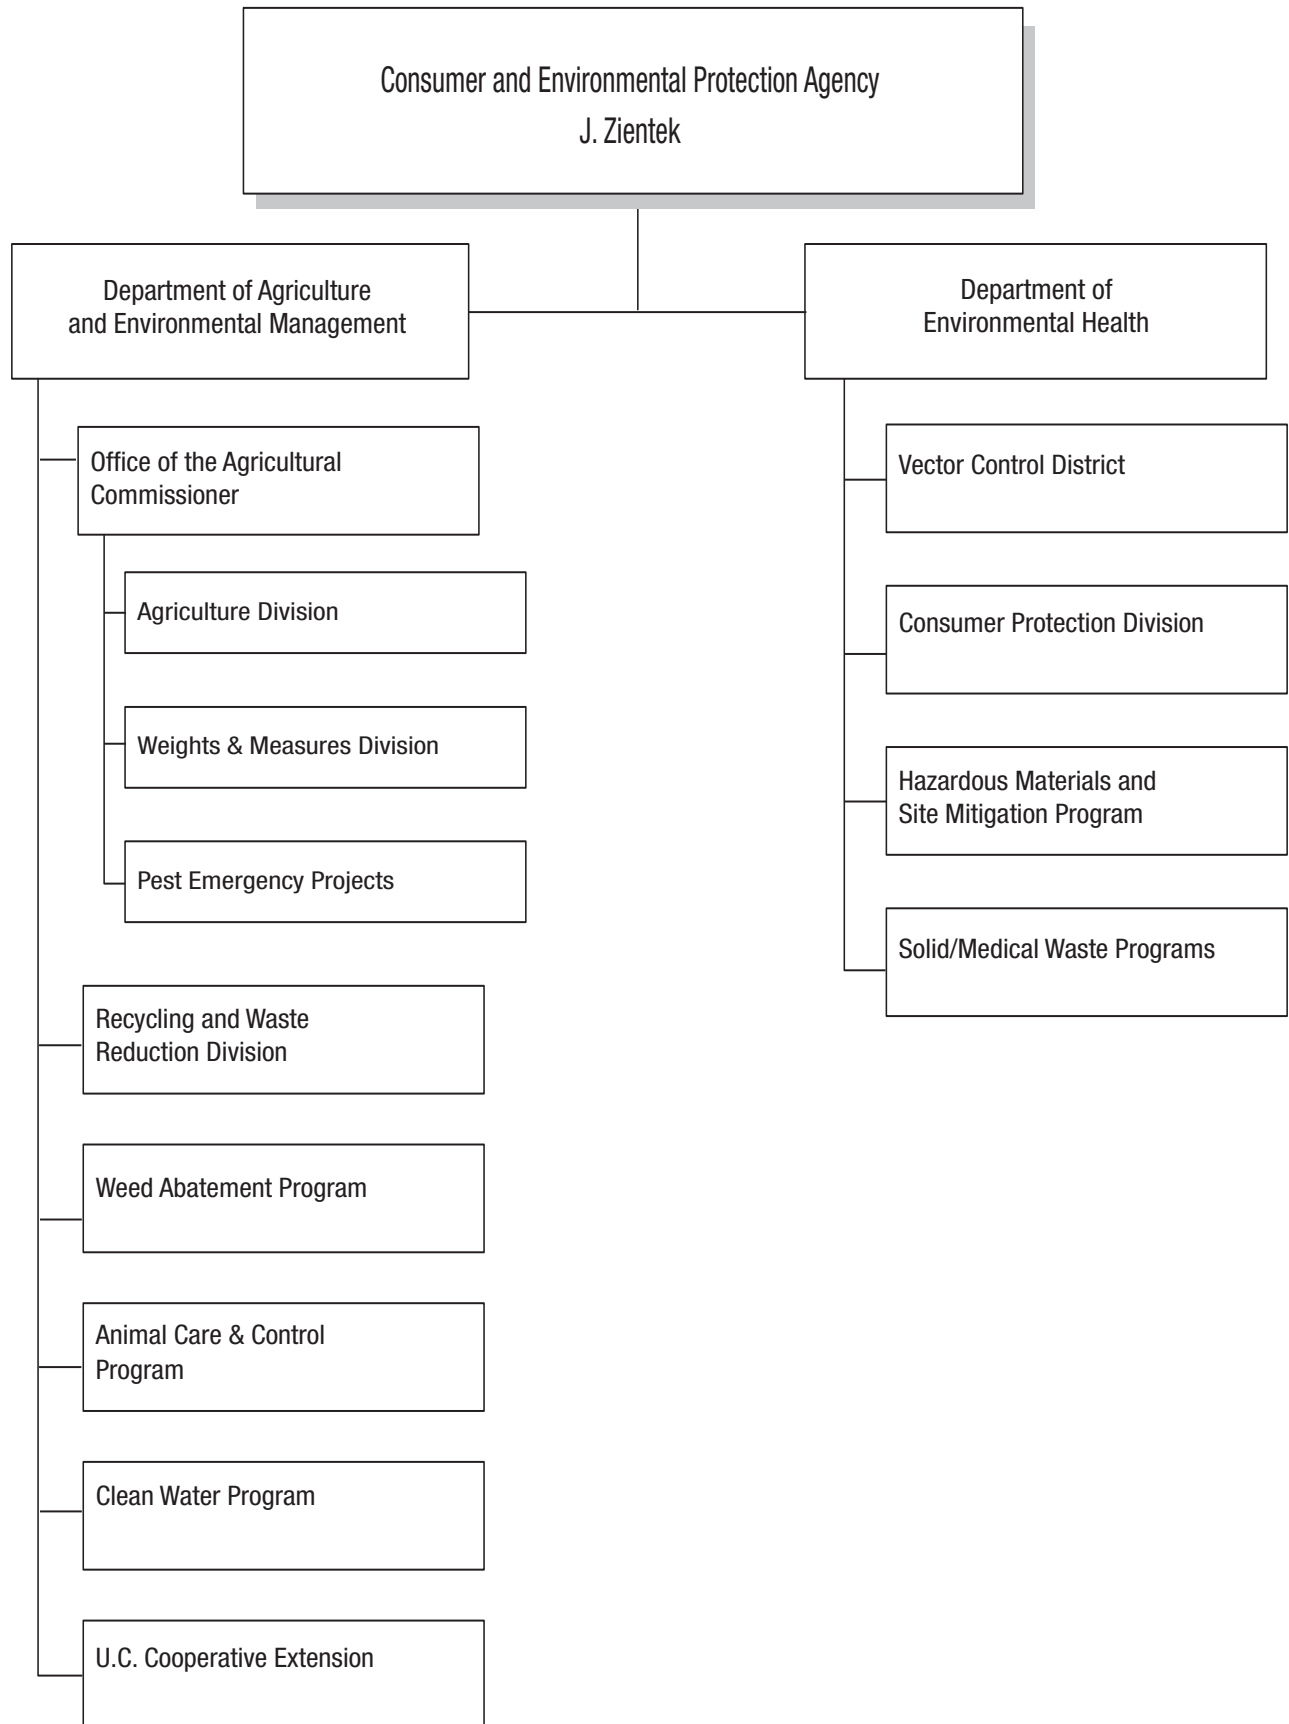 Consumer and Environmental Protection Agency
J. Zientek
Department of Agriculture
and Environmental Management
Office of the Agricultural
Commissioner
Agriculture Division
Weights & Measures Division
Pest Emergency Projects
Recycling and Waste
Reduction Division
Weed Abatement Program
Animal Care & Control
Program
Clean Water Program
U.C. Cooperative Extension
Department of
Environmental Health
Vector Control District
Consumer Protection Division
Hazardous Materials and
Site Mitigation Program
Solid/Medical Waste Programs